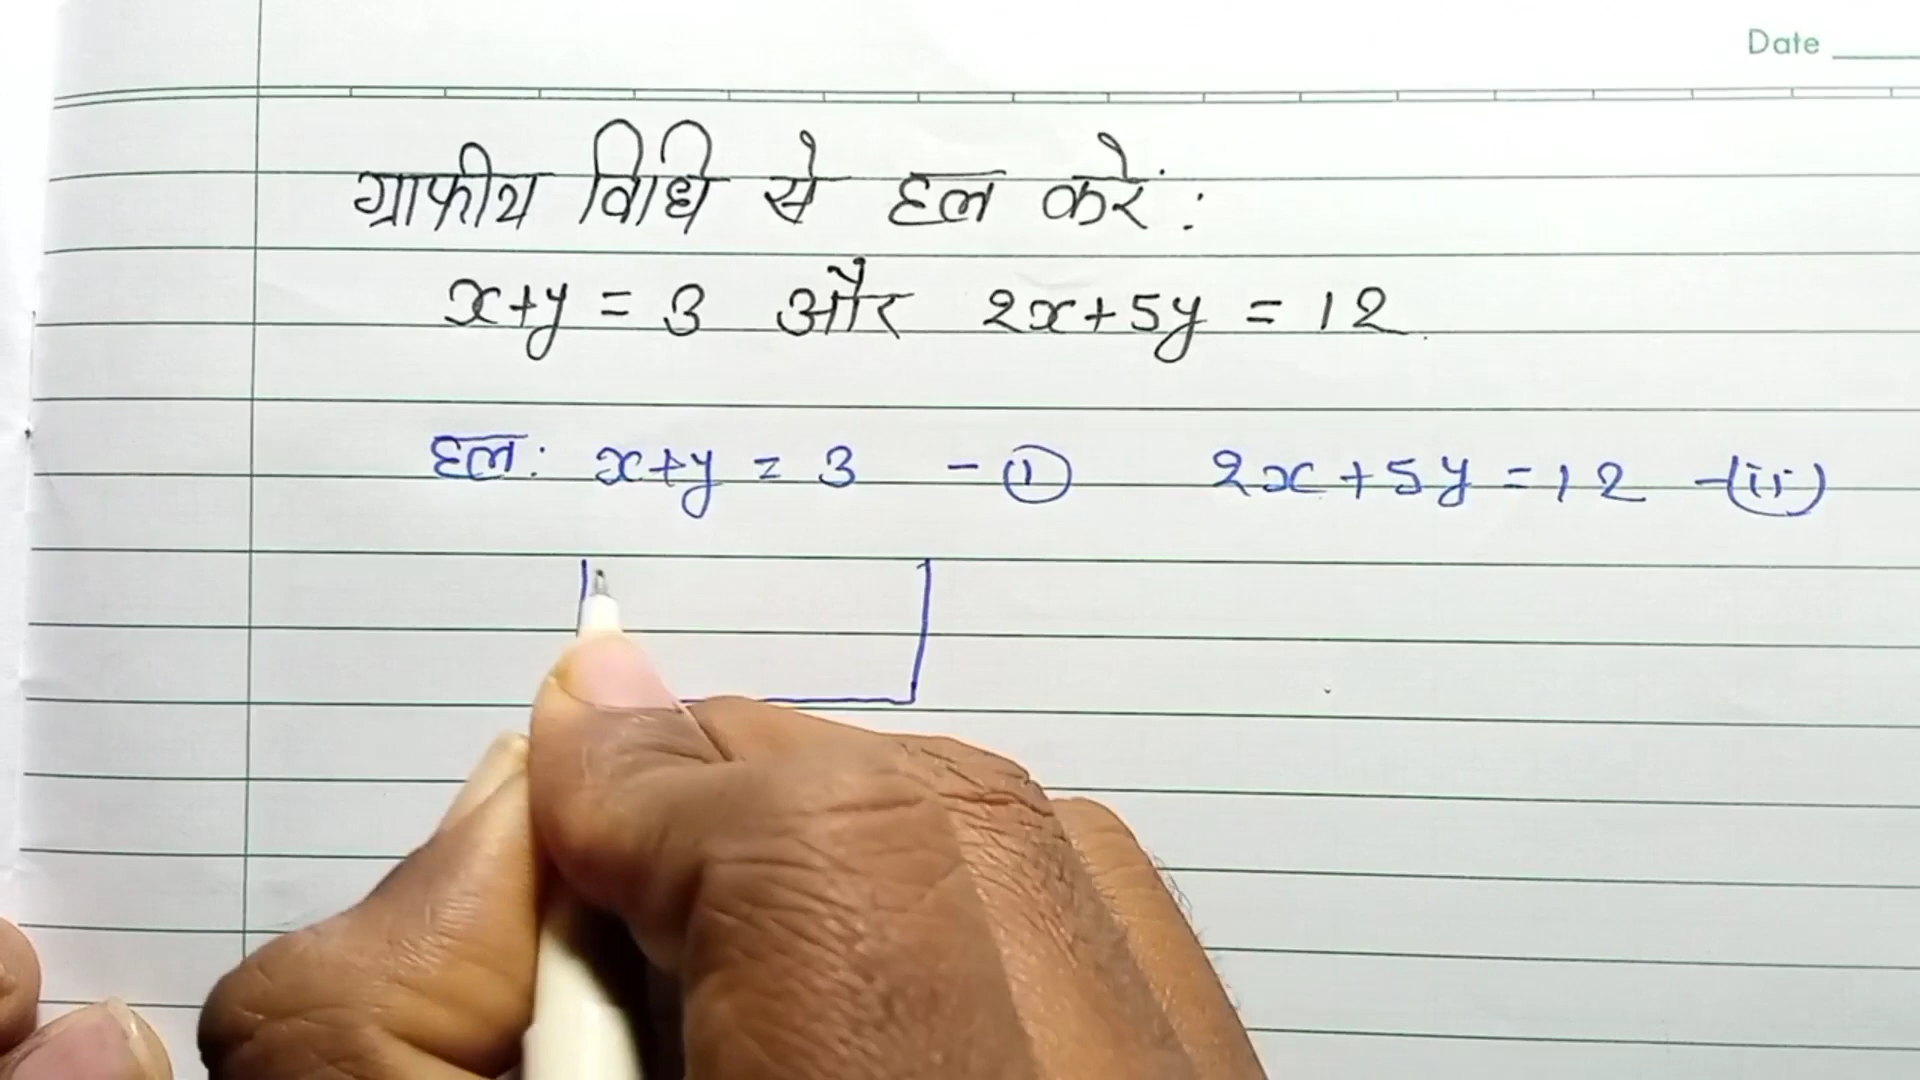 Date
ग्राफीय विधि से हल करें:
x+y = 3 और 2x+5y = 12.
हल: x+y = 3 - (i) 2x+5y = 12 - (ii)